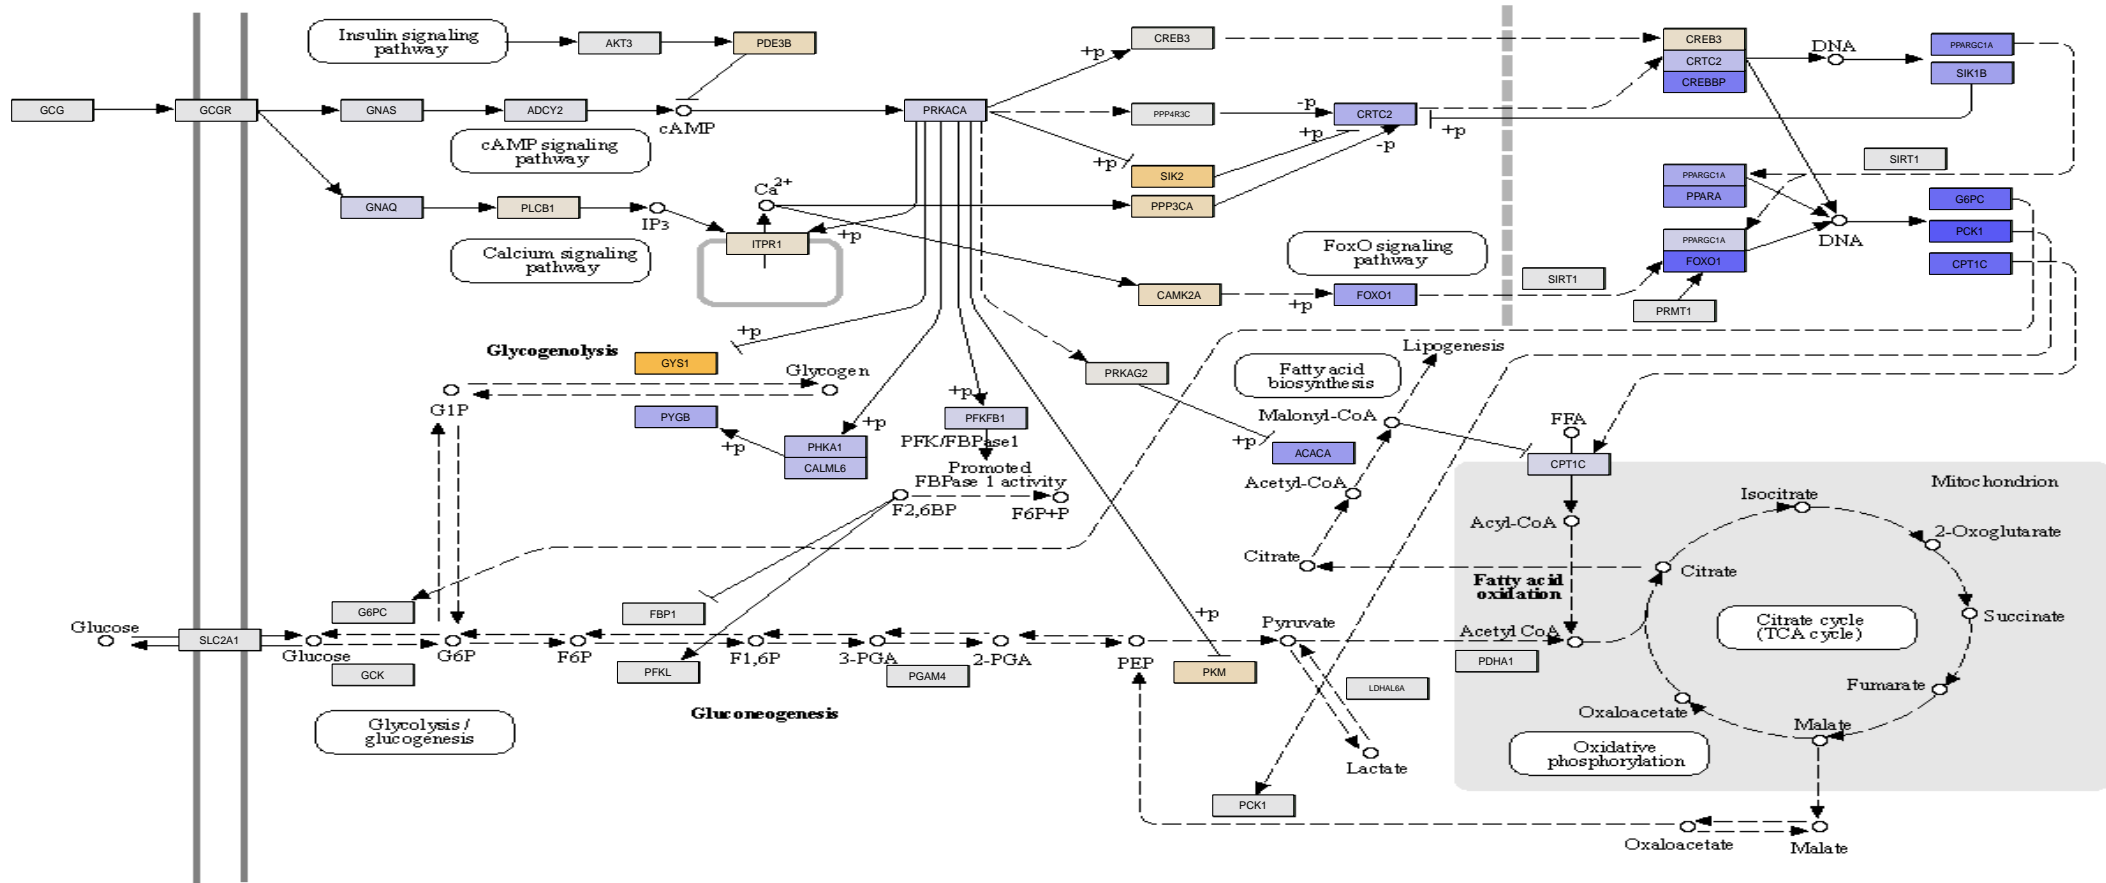 Insulin signaling
pathway
AKT3
PDE3B
CREB3
+p
CREB3
CRTC2
CREBBP
DNA
PPARGC1A
SIK1B
GCG
GCGR
GNAS
ADCY2
cAMP
PRKACA
PPP4R3C
-p
CRTC2
+p
+p
-p
+p
cAMP signaling
pathway
SIK2
PPP3CA
SIRT1
PPARGC1A
PPARA
G6PC
PCK1
CPT1C
GNAQ
PLCB1
IP3
Ca2+
ITPR1
+p
DNA
PPARGC1A
FOXO1
Calcium signaling
pathway
FoxO signaling
pathway
CAMK2A
+p
FOXO1
SIRT1
PRMT1
+p
Glycogenolysis
GYS1
Glycogen
G1P
PYGB
+p
PHKA1
CALML6
+p
+p
PFKFB1
PFK/FBPase1
Promoted
FBPase 1 activity
F2,6BP
F6P+P
PRKAG2
+p
Fatty acid
biosynthesis
Lipogenesis
Malonyl-CoA
ACACA
Acetyl-CoA
Citrate
FFA
CPT1C
Mitochondrion
Acyl-CoA
Isocitrate
2-Oxoglutarate
Citrate
Fatty acid
oxidation
Succinate
Citrate cycle
(TCA cycle)
Fumarate
Malate
Oxaloacetate
Oxidative
phosphorylation
G6PC
FBP1
+p
Glucose
SLC2A1
Glucose
G6P
F6P
F1,6P
3-PGA
2-PGA
PEP
Pyruvate
Acetyl CoA
GCK
PFKL
PGAM4
PKM
LDHAL6A
PDHA1
Glycolysis /
glucogenesis
Gluconeogenesis
Lactate
PCK1
Oxaloacetate
Malate